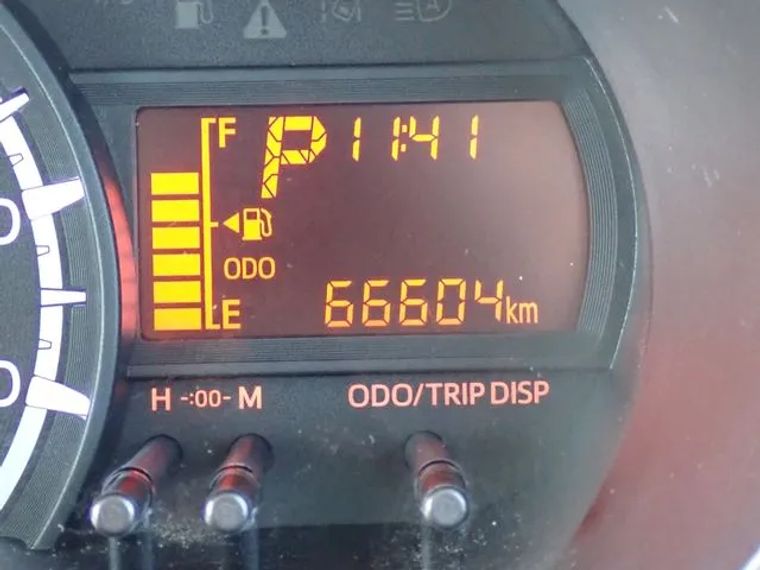 F P 11:41
ODO
E 66604km
H -:00- M ODO/TRIP DISP